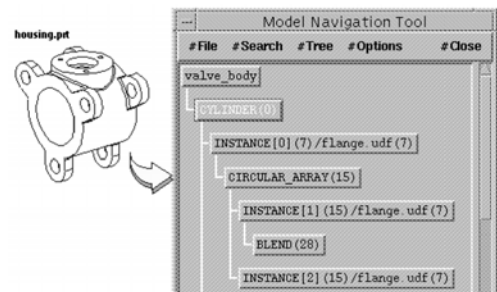 housing.prt
Model Navigation Tool
#File #Search #Tree #Options #Close
valve_body
CYLINDER(0)
INSTANCE[0](7)/flange.udf(7)
CIRCULAR_ARRAY(15)
INSTANCE[1](15)/flange.udf(7)
BLEND(28)
INSTANCE[2](15)/flange.udf(7)